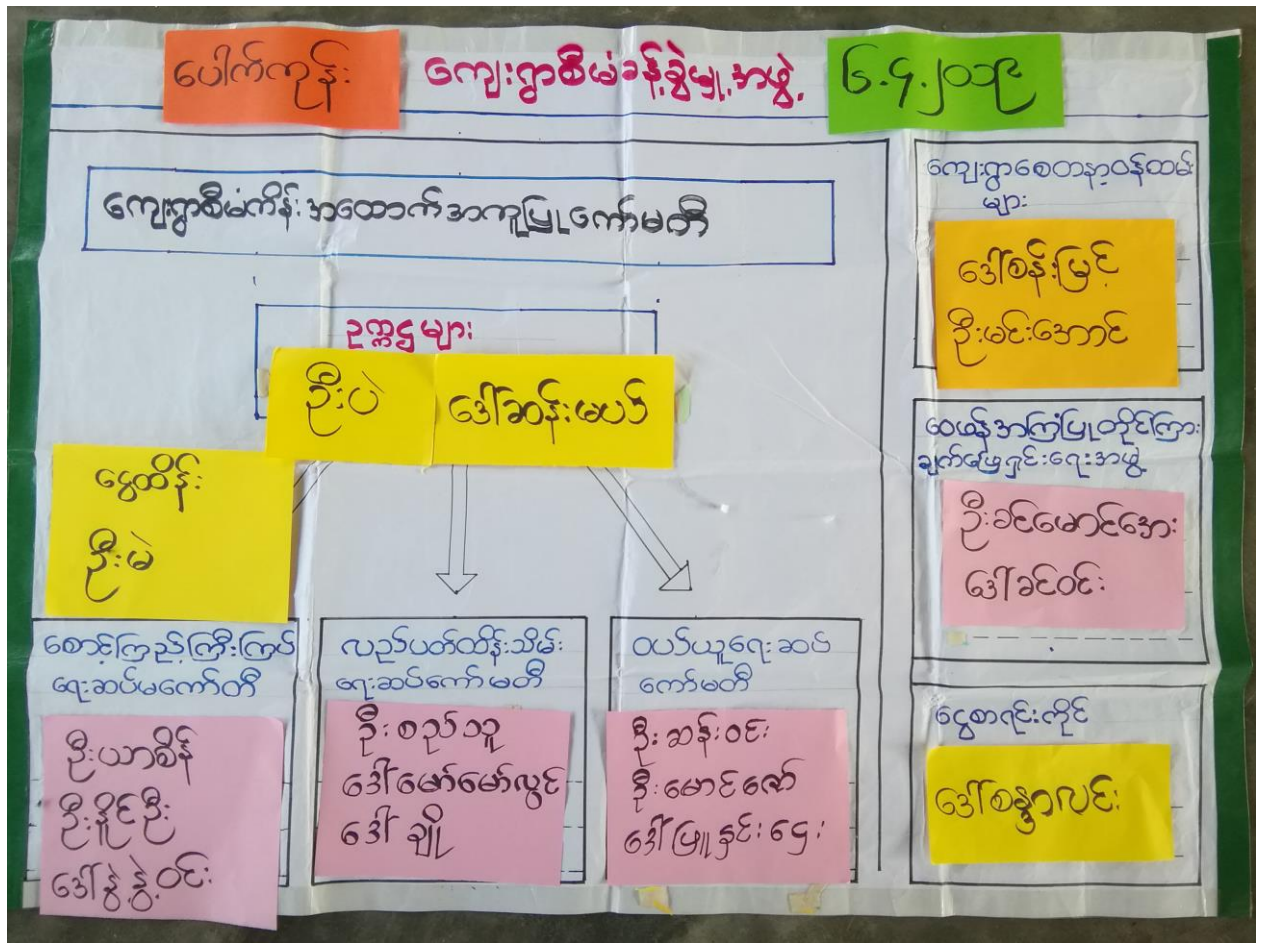 ပေါက်ကုန်း ကျေးရွာစီမံခန့်ခွဲမှု့အဖွဲ့ ၆.၄.၂၀၁၉
ကျေးရွာစီမံကိန်းအထောက်အကူပြုကော်မတီ
ဥက္ကဋ္ဌများ
ဦးပဲ ဒေါ်ဆန်းမယ်
ငွေထိန်း
ဦးမဲ
စောင့်ကြည့်ကြီးကြပ်
ရေးဆပ်မကော်တီ
ဦးယာစိန်
ဦးနိုင်ဦး
ဒေါ်နွဲ့နွဲ့ဝင်း
လည်ပတ်ထိန်းသိမ်း
ရေးဆပ်ကော်မတီ
ဦးစည်သူ
ဒေါ်မော်မော်လွင်
ဒေါ်ချို
ဝယ်ယူရေးဆပ်
ကော်မတီ
ဦးဆန်းဝင်း
ဦးမောင်ဇော်
ဒေါ်ဖြူနှင်းဌေး
ကျေးရွာစေတနာ့ဝန်ထမ်း
များ
ဒေါ်စန်းမြင့်
ဦးမင်းအောင်
ဝေဖန်အကြံပြုတိုင်ကြား
ချက်ဖြေရှင်းရေးအဖွဲ့
ဦးခင်မောင်အေး
ဒေါ်ခင်ဝင်း
ငွေစာရင်းကိုင်
ဒေါ်စန္ဒာလင်း